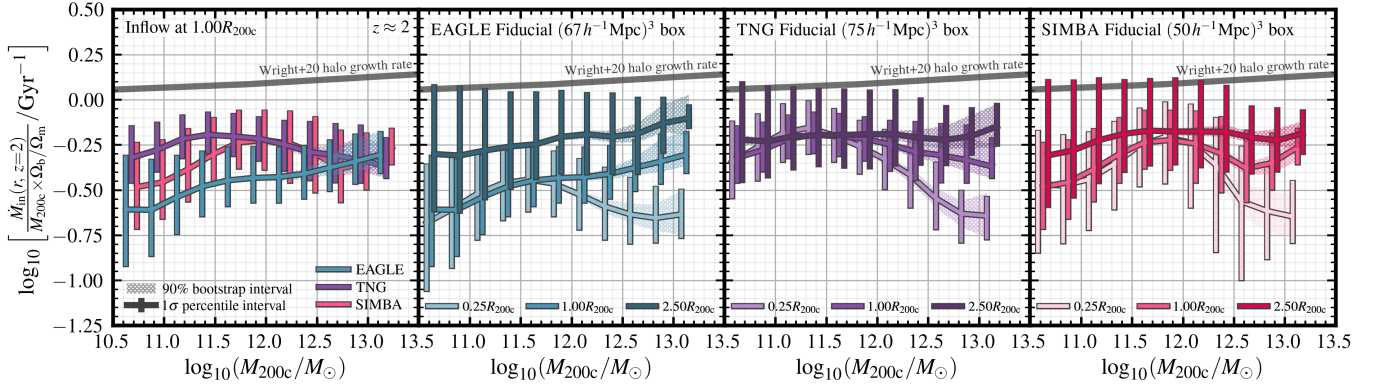 0.50
0.25
0.00
−0.25
−0.50
−0.75
−1.00
−1.25
log₁₀ [ Ṁ_in(r, z=2) / M₂₀₀c × Ω_b/Ω_m /Gyr⁻¹ ]
Inflow at 1.00R₂₀₀c z ≈ 2
Wright+20 halo growth rate
EAGLE
TNG
SIMBA
90% bootstrap interval
1σ percentile interval
EAGLE Fiducial (67h⁻¹Mpc)³ box
Wright+20 halo growth rate
0.25R₂₀₀c 1.00R₂₀₀c 2.50R₂₀₀c
TNG Fiducial (75h⁻¹Mpc)³ box
Wright+20 halo growth rate
0.25R₂₀₀c 1.00R₂₀₀c 2.50R₂₀₀c
SIMBA Fiducial (50h⁻¹Mpc)³ box
Wright+20 halo growth rate
0.25R₂₀₀c 1.00R₂₀₀c 2.50R₂₀₀c
10.5 11.0 11.5 12.0 12.5 13.0 13.5 11.0 11.5 12.0 12.5 13.0 13.5 11.0 11.5 12.0 12.5 13.0 13.5 11.0 11.5 12.0 12.5 13.0 13.5
log₁₀(M₂₀₀c/M☉) log₁₀(M₂₀₀c/M☉) log₁₀(M₂₀₀c/M☉) log₁₀(M₂₀₀c/M☉)